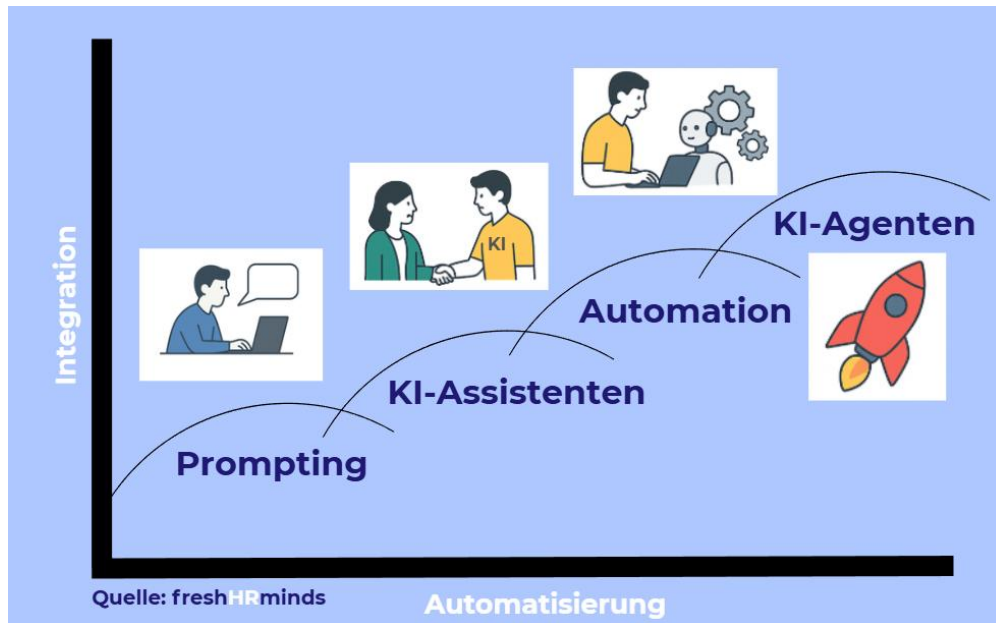 KI-Agenten
KI
Automation
Integration
KI-Assistenten
Prompting
Quelle: freshHRminds
Automatisierung